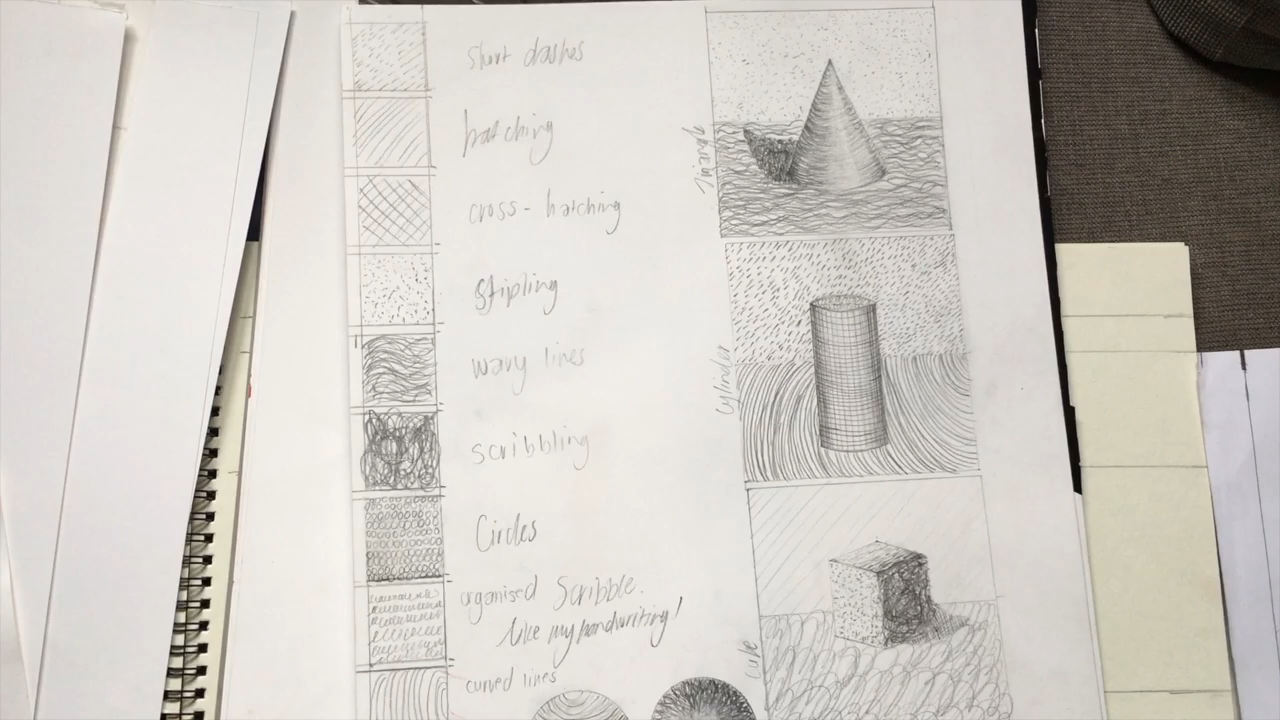 short dashes
hatching
cross-hatching
Stipling
wavy lines
scribbling
Circles
organised Scribble.
like my handwriting!
curved lines
Triangle
Cylinder
cube